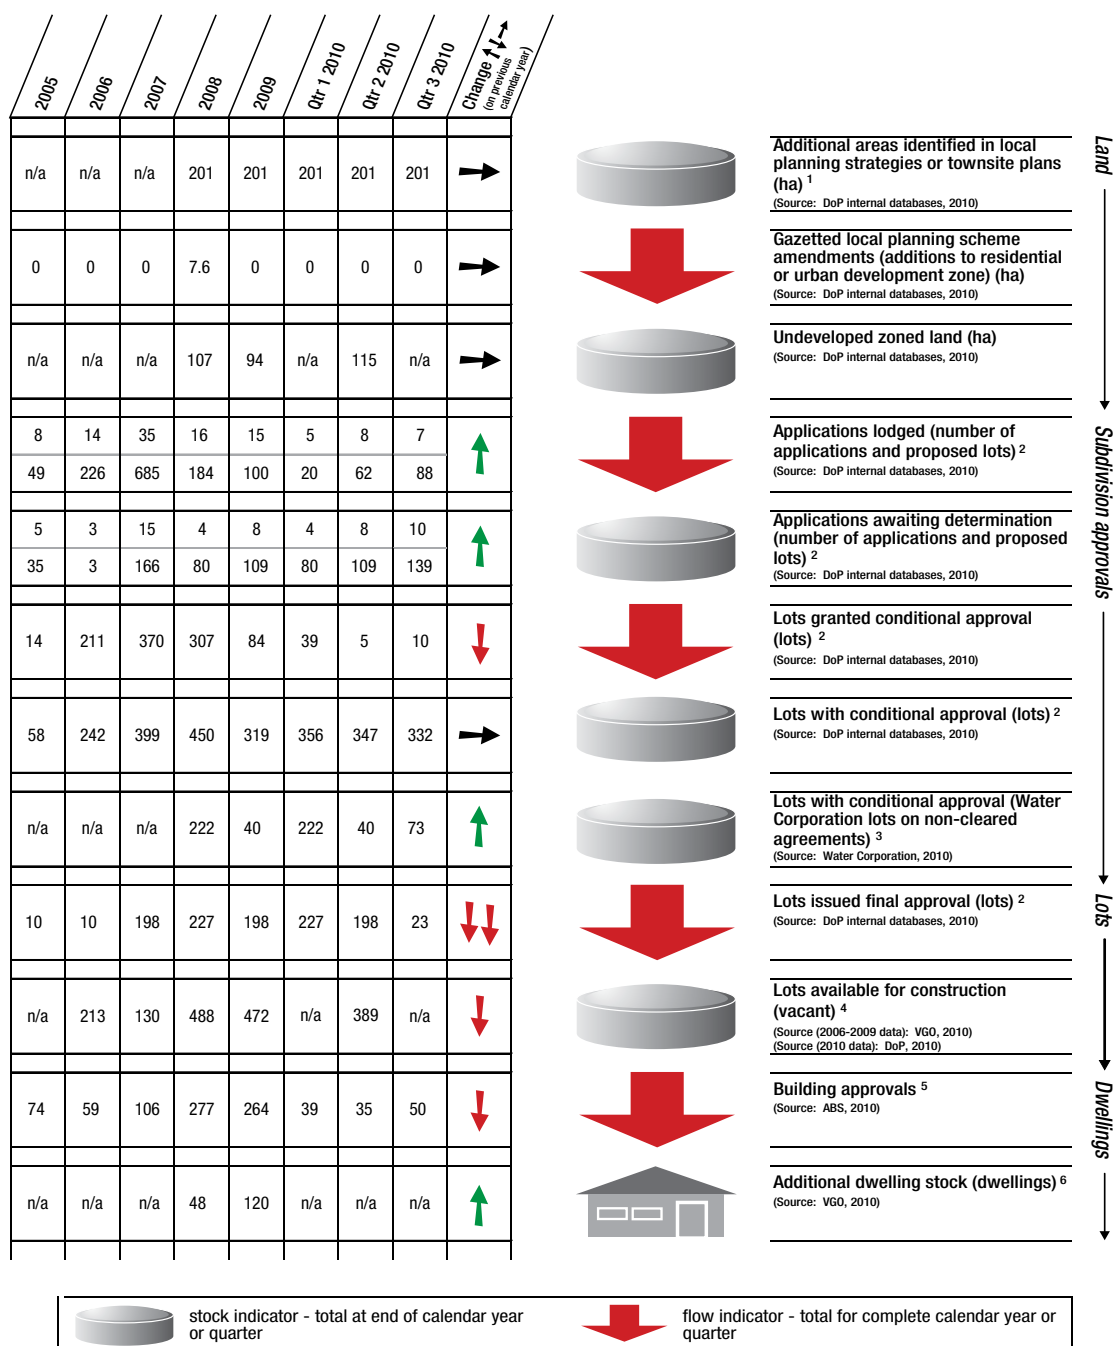 2005 2006 2007 2008 2009 Qtr 1 2010 Qtr 2 2010 Qtr 3 2010 Change (on previous calendar year)
n/a n/a n/a 201 201 201 201 201
Additional areas identified in local
planning strategies or townsite plans
(ha) 1
(Source: DoP internal databases, 2010)
Land
0 0 0 7.6 0 0 0 0
Gazetted local planning scheme
amendments (additions to residential
or urban development zone) (ha)
(Source: DoP internal databases, 2010)
n/a n/a n/a 107 94 n/a 115 n/a
Undeveloped zoned land (ha)
(Source: DoP internal databases, 2010)
8 14 35 16 15 5 8 7
49 226 685 184 100 20 62 88
Applications lodged (number of
applications and proposed lots) 2
(Source: DoP internal databases, 2010)
Subdivision approvals
5 3 15 4 8 4 8 10
35 3 166 80 109 80 109 139
Applications awaiting determination
(number of applications and proposed
lots) 2
(Source: DoP internal databases, 2010)
14 211 370 307 84 39 5 10
Lots granted conditional approval
(lots) 2
(Source: DoP internal databases, 2010)
58 242 399 450 319 356 347 332
Lots with conditional approval (lots) 2
(Source: DoP internal databases, 2010)
n/a n/a n/a 222 40 222 40 73
Lots with conditional approval (Water
Corporation lots on non-cleared
agreements) 3
(Source: Water Corporation, 2010)
10 10 198 227 198 227 198 23
Lots issued final approval (lots) 2
(Source: DoP internal databases, 2010)
Lots
n/a 213 130 488 472 n/a 389 n/a
Lots available for construction
(vacant) 4
(Source (2006-2009 data): VGO, 2010)
(Source (2010 data): DoP, 2010)
74 59 106 277 264 39 35 50
Building approvals 5
(Source: ABS, 2010)
Dwellings
n/a n/a n/a 48 120 n/a n/a n/a
Additional dwelling stock (dwellings) 6
(Source: VGO, 2010)
stock indicator - total at end of calendar year
or quarter
flow indicator - total for complete calendar year or
quarter